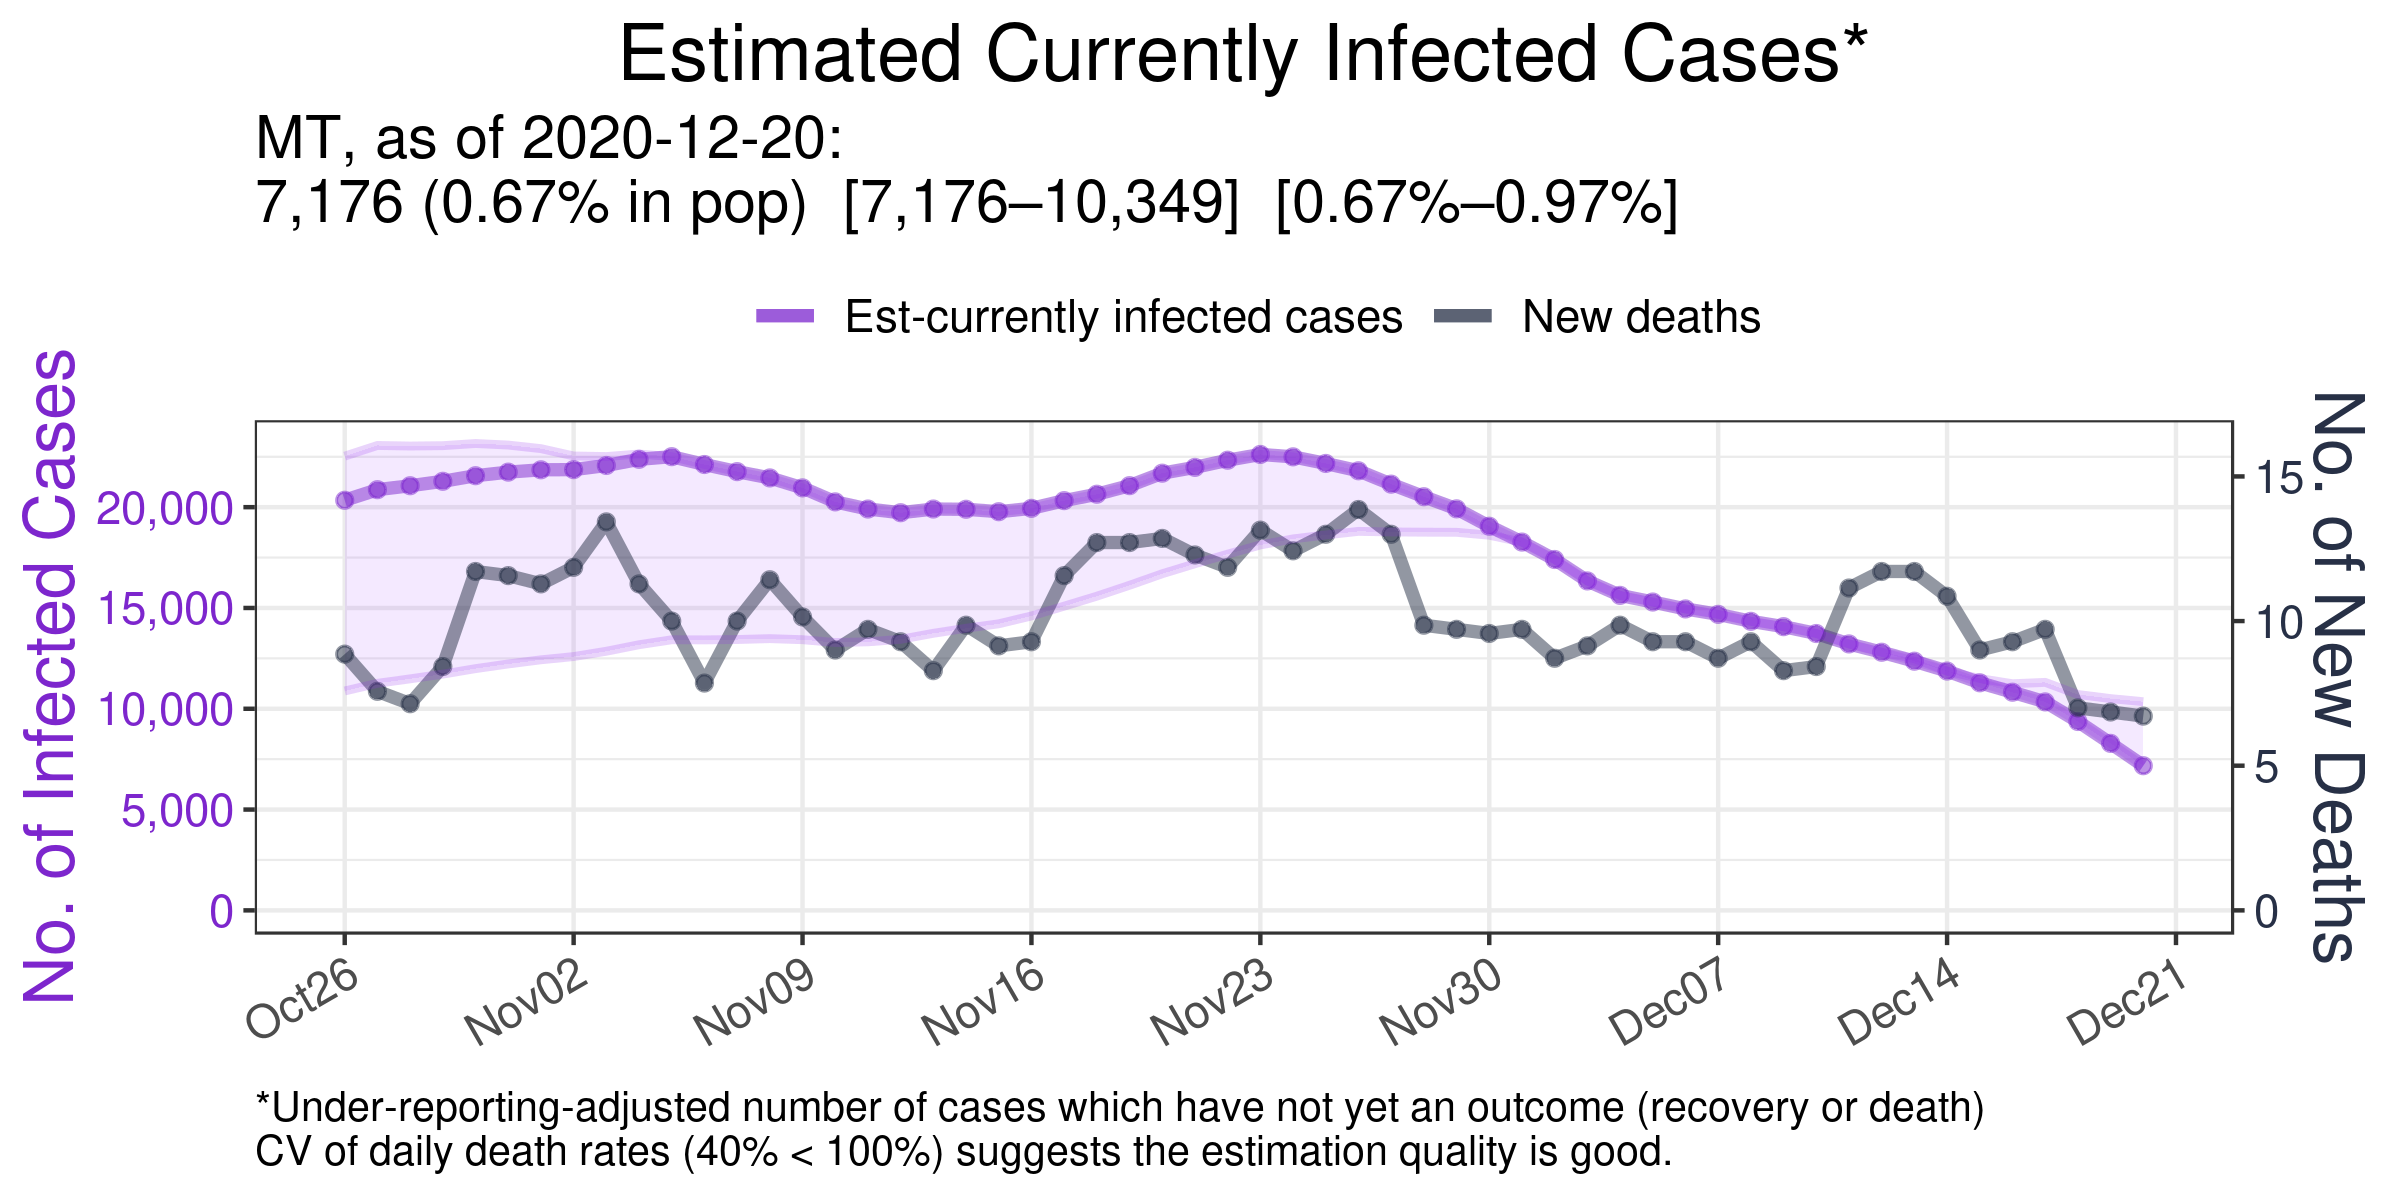 Estimated Currently Infected Cases*
MT, as of 2020-12-20:
7,176 (0.67% in pop)  [7,176–10,349]  [0.67%–0.97%]
Est-currently infected cases
New deaths
No. of Infected Cases
20,000
15,000
10,000
5,000
0
15
10
5
0
No. of New Deaths
Oct26
Nov02
Nov09
Nov16
Nov23
Nov30
Dec07
Dec14
Dec21
*Under-reporting-adjusted number of cases which have not yet an outcome (recovery or death)
CV of daily death rates (40% < 100%) suggests the estimation quality is good.